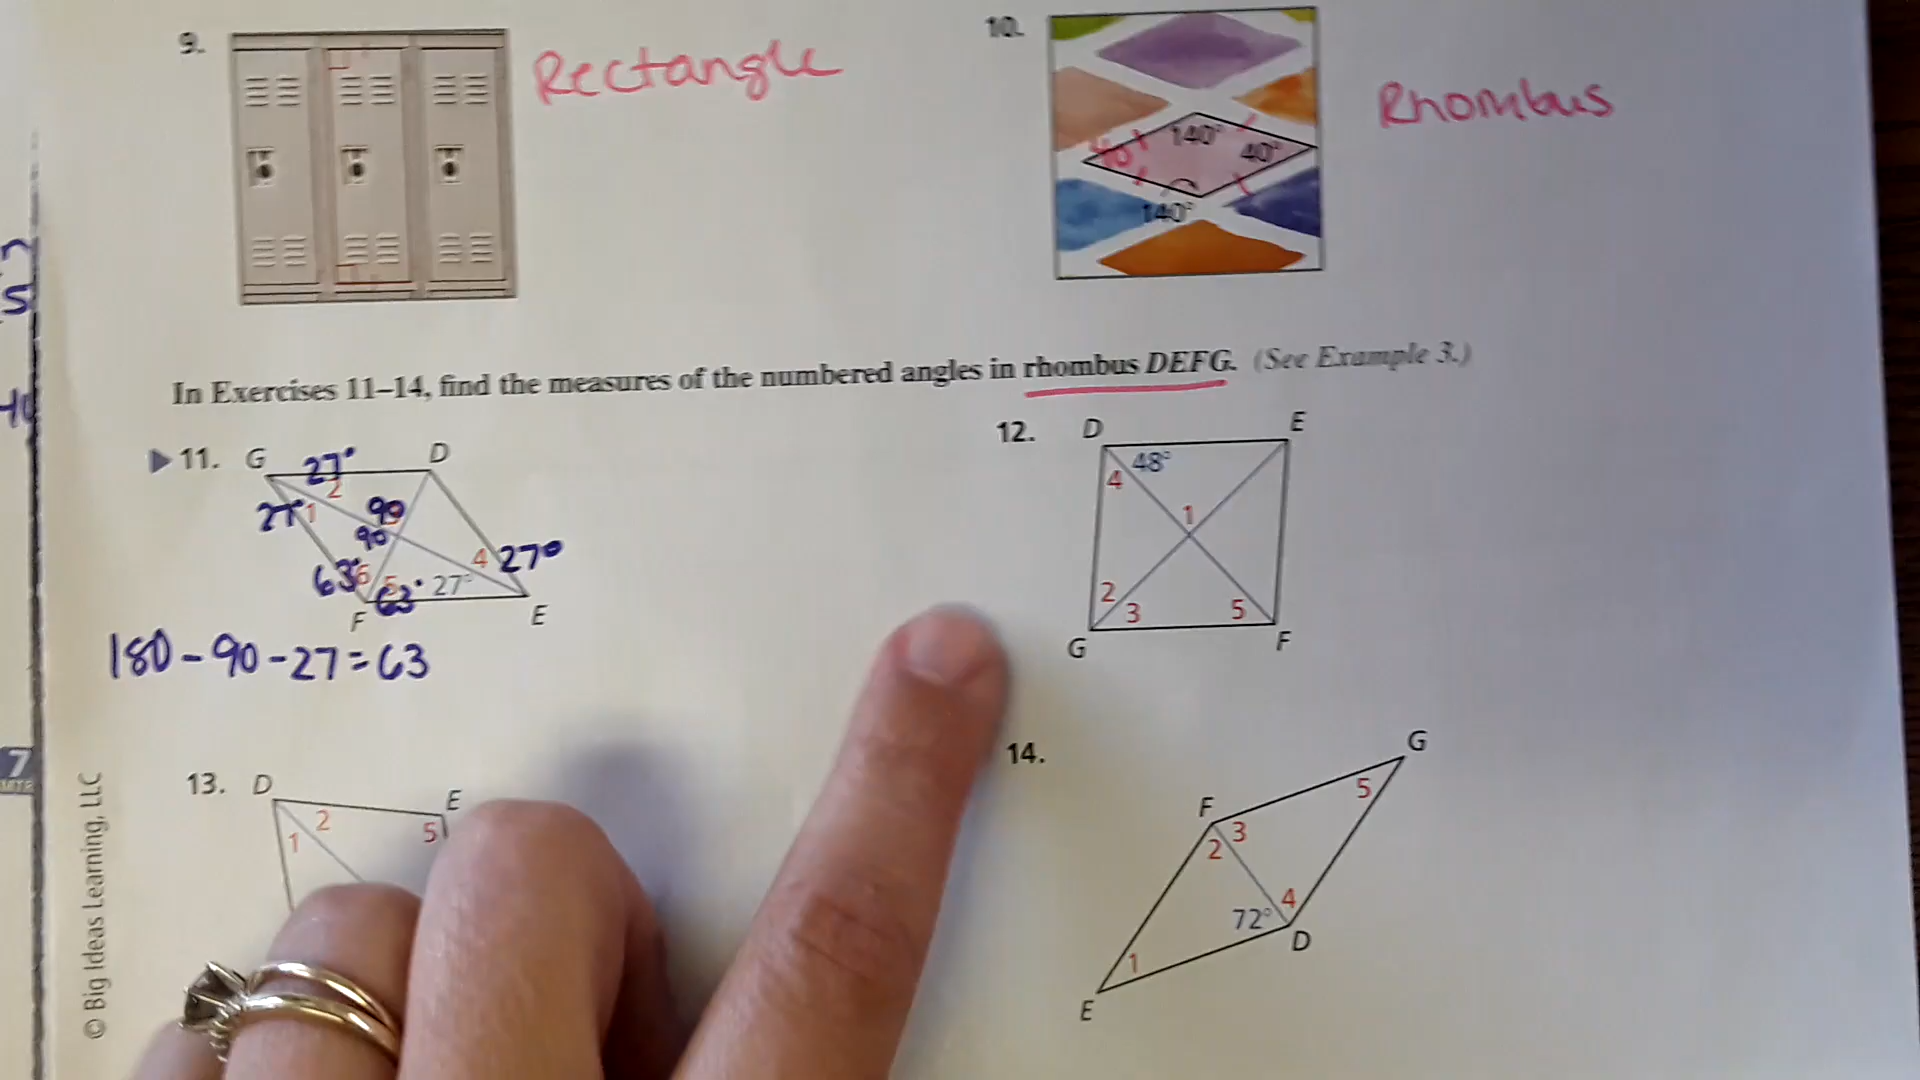 9.
Rectangle
10.
140°
40°
40
140°
Rhombus
In Exercises 11–14, find the measures of the numbered angles in rhombus DEFG. (See Example 3.)
11.
G
27°
D
2
27°
1
90
90
4
27°
63°
6
5
63°
27°
F
E
180 - 90 - 27 = 63
12.
D
E
48°
4
1
2
3
5
G
F
13.
D
E
2
1
5
14.
G
5
F
3
2
4
72°
D
1
E
© Big Ideas Learning, LLC
7